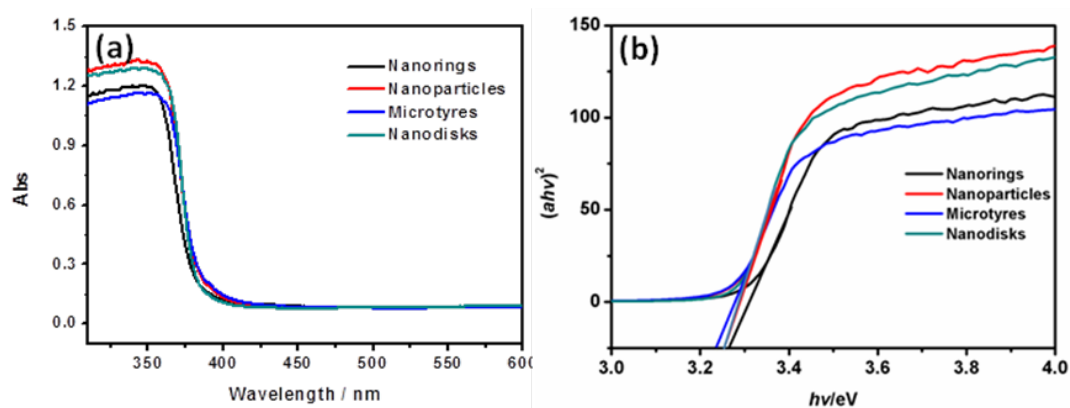 (a)
1.5
1.2
0.9
0.6
0.3
0.0
Abs
Nanorings
Nanoparticles
Microtyres
Nanodisks
350 400 450 500 550 600
Wavelength / nm
(b)
150
100
50
0
(ahv)²
Nanorings
Nanoparticles
Microtyres
Nanodisks
3.0 3.2 3.4 3.6 3.8 4.0
hv/eV